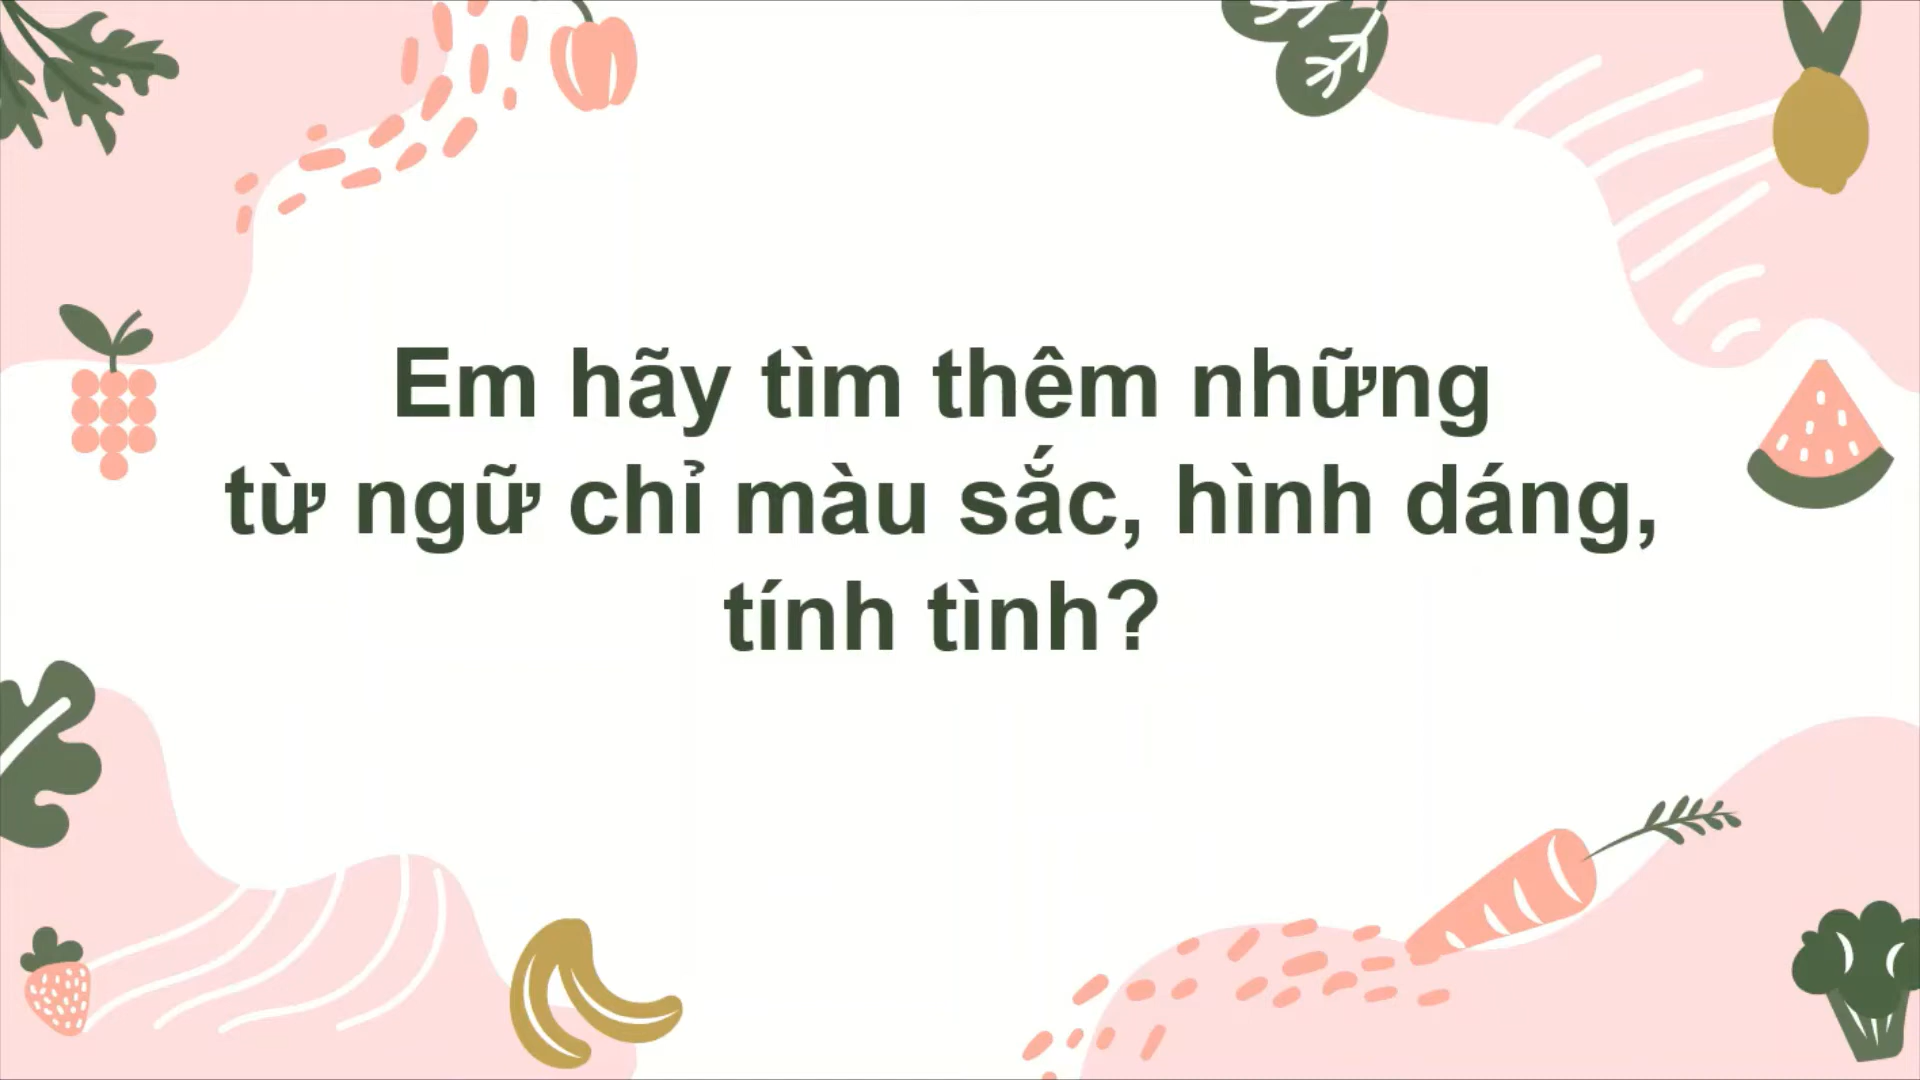 Em hãy tìm thêm những
từ ngữ chỉ màu sắc, hình dáng,
tính tình?